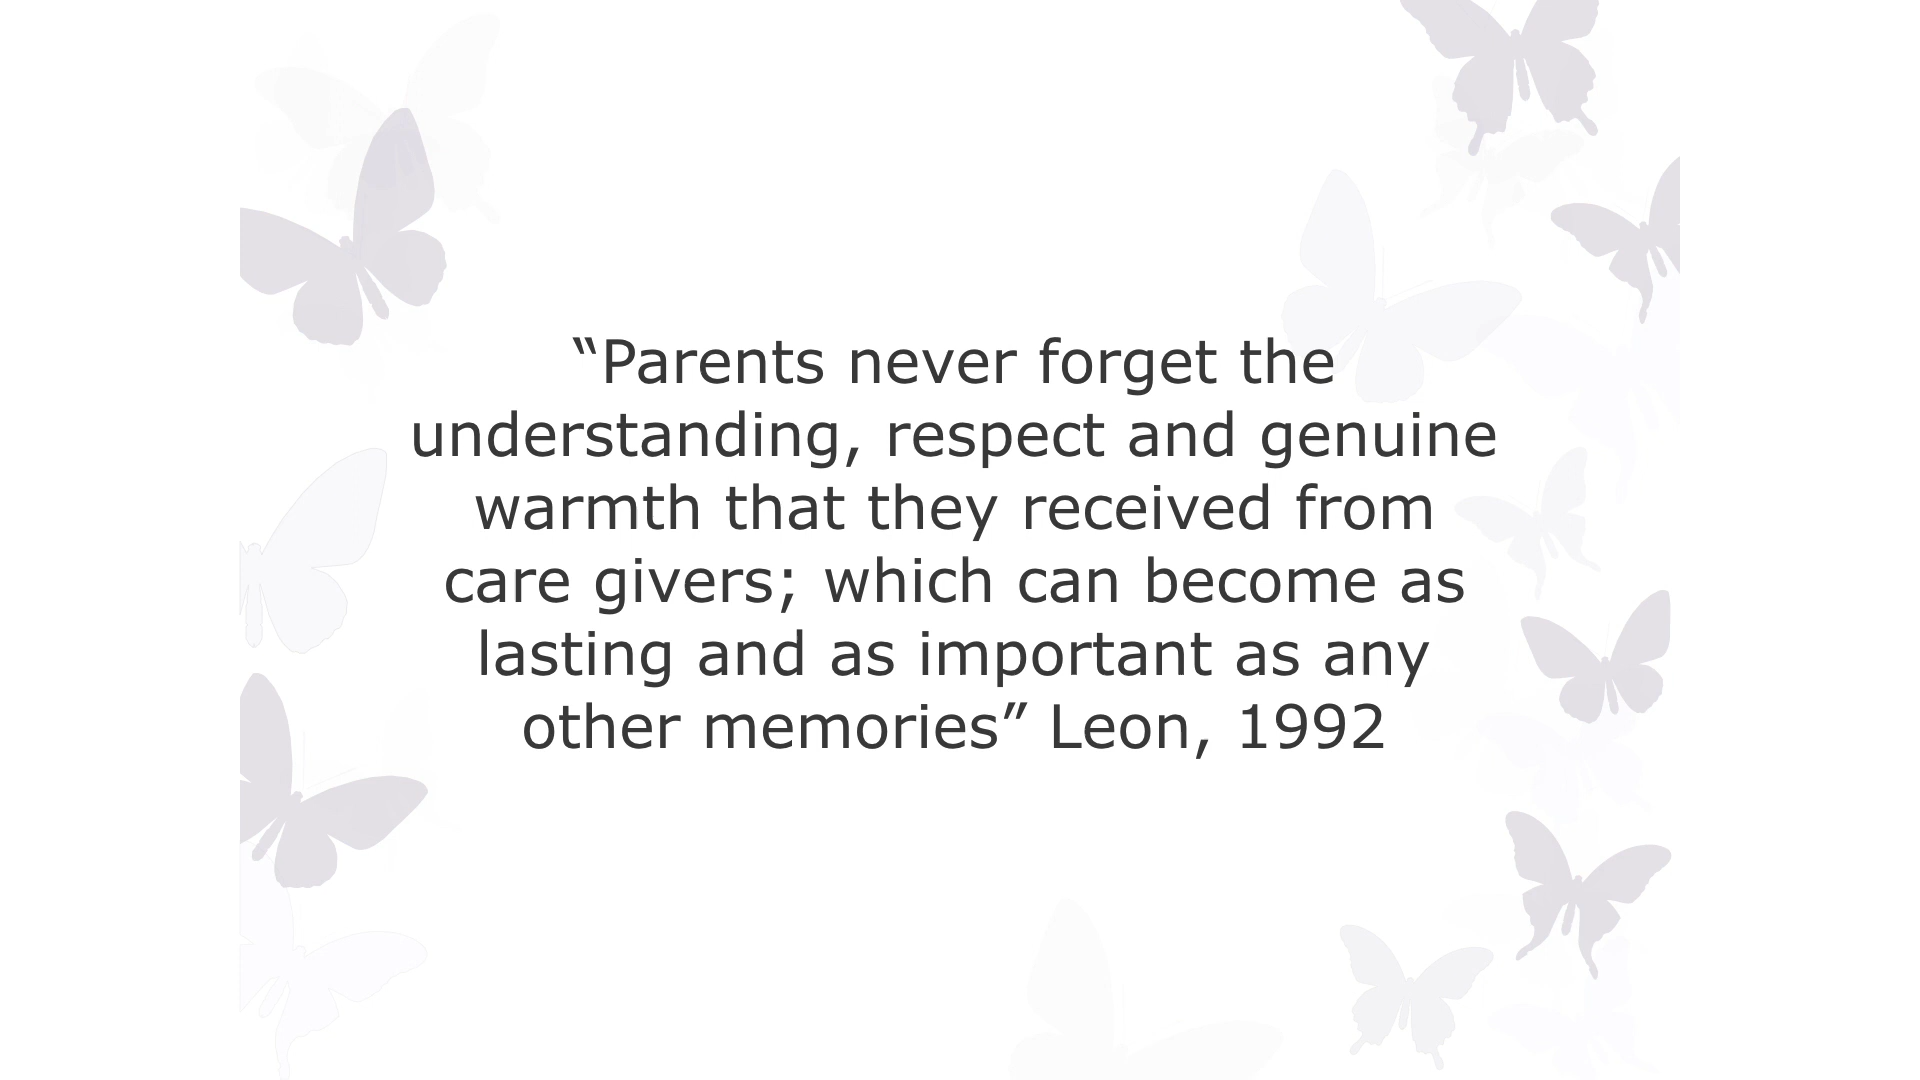 “Parents never forget the
understanding, respect and genuine
warmth that they received from
care givers; which can become as
lasting and as important as any
other memories” Leon, 1992